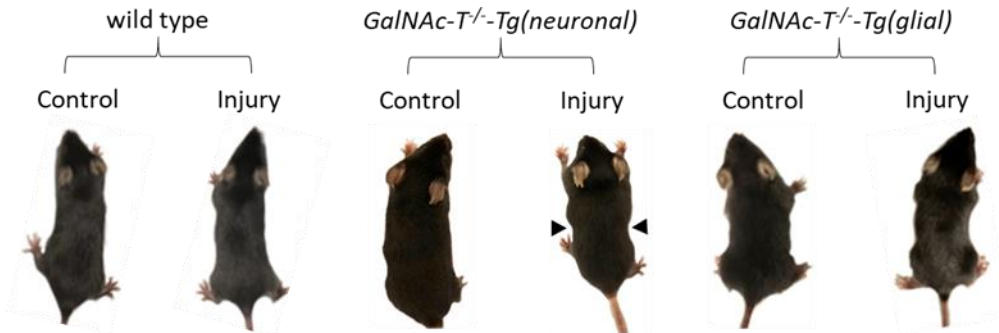 wild type
GalNAc-T-/--Tg(neuronal)
GalNAc-T-/--Tg(glial)
Control
Injury
Control
Injury
Control
Injury